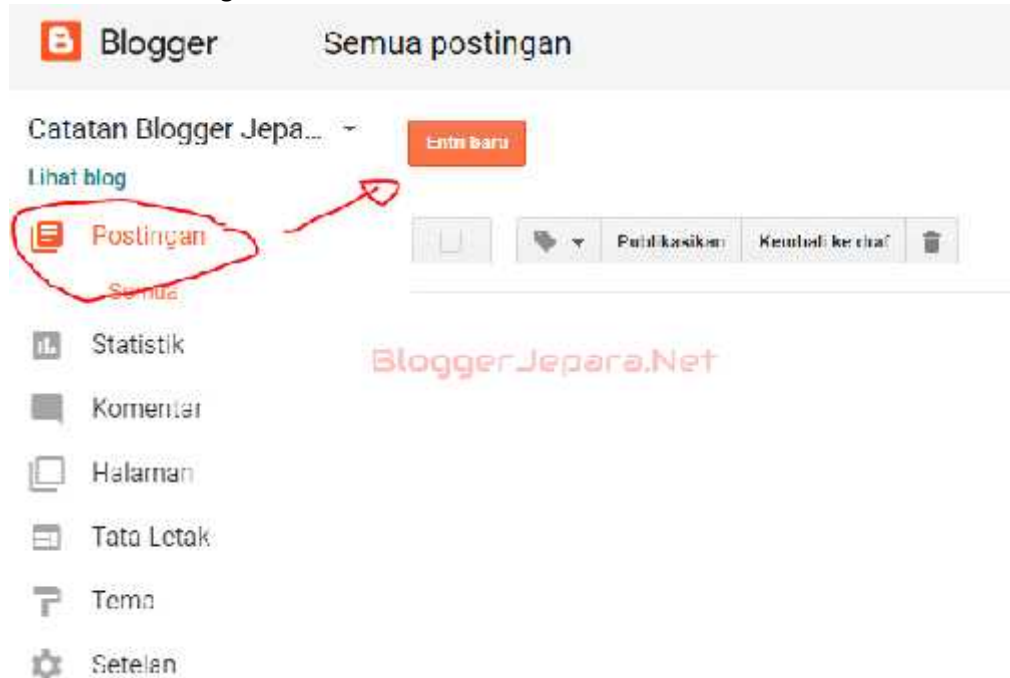 Blogger
Semua postingan
Catatan Blogger Jepa...
Lihat blog
Entri baru
Postingan
Semua
Publikasikan
Kembali ke draf
Statistik
BloggerJepara.Net
Komentar
Halaman
Tata Letak
Tema
Setelan